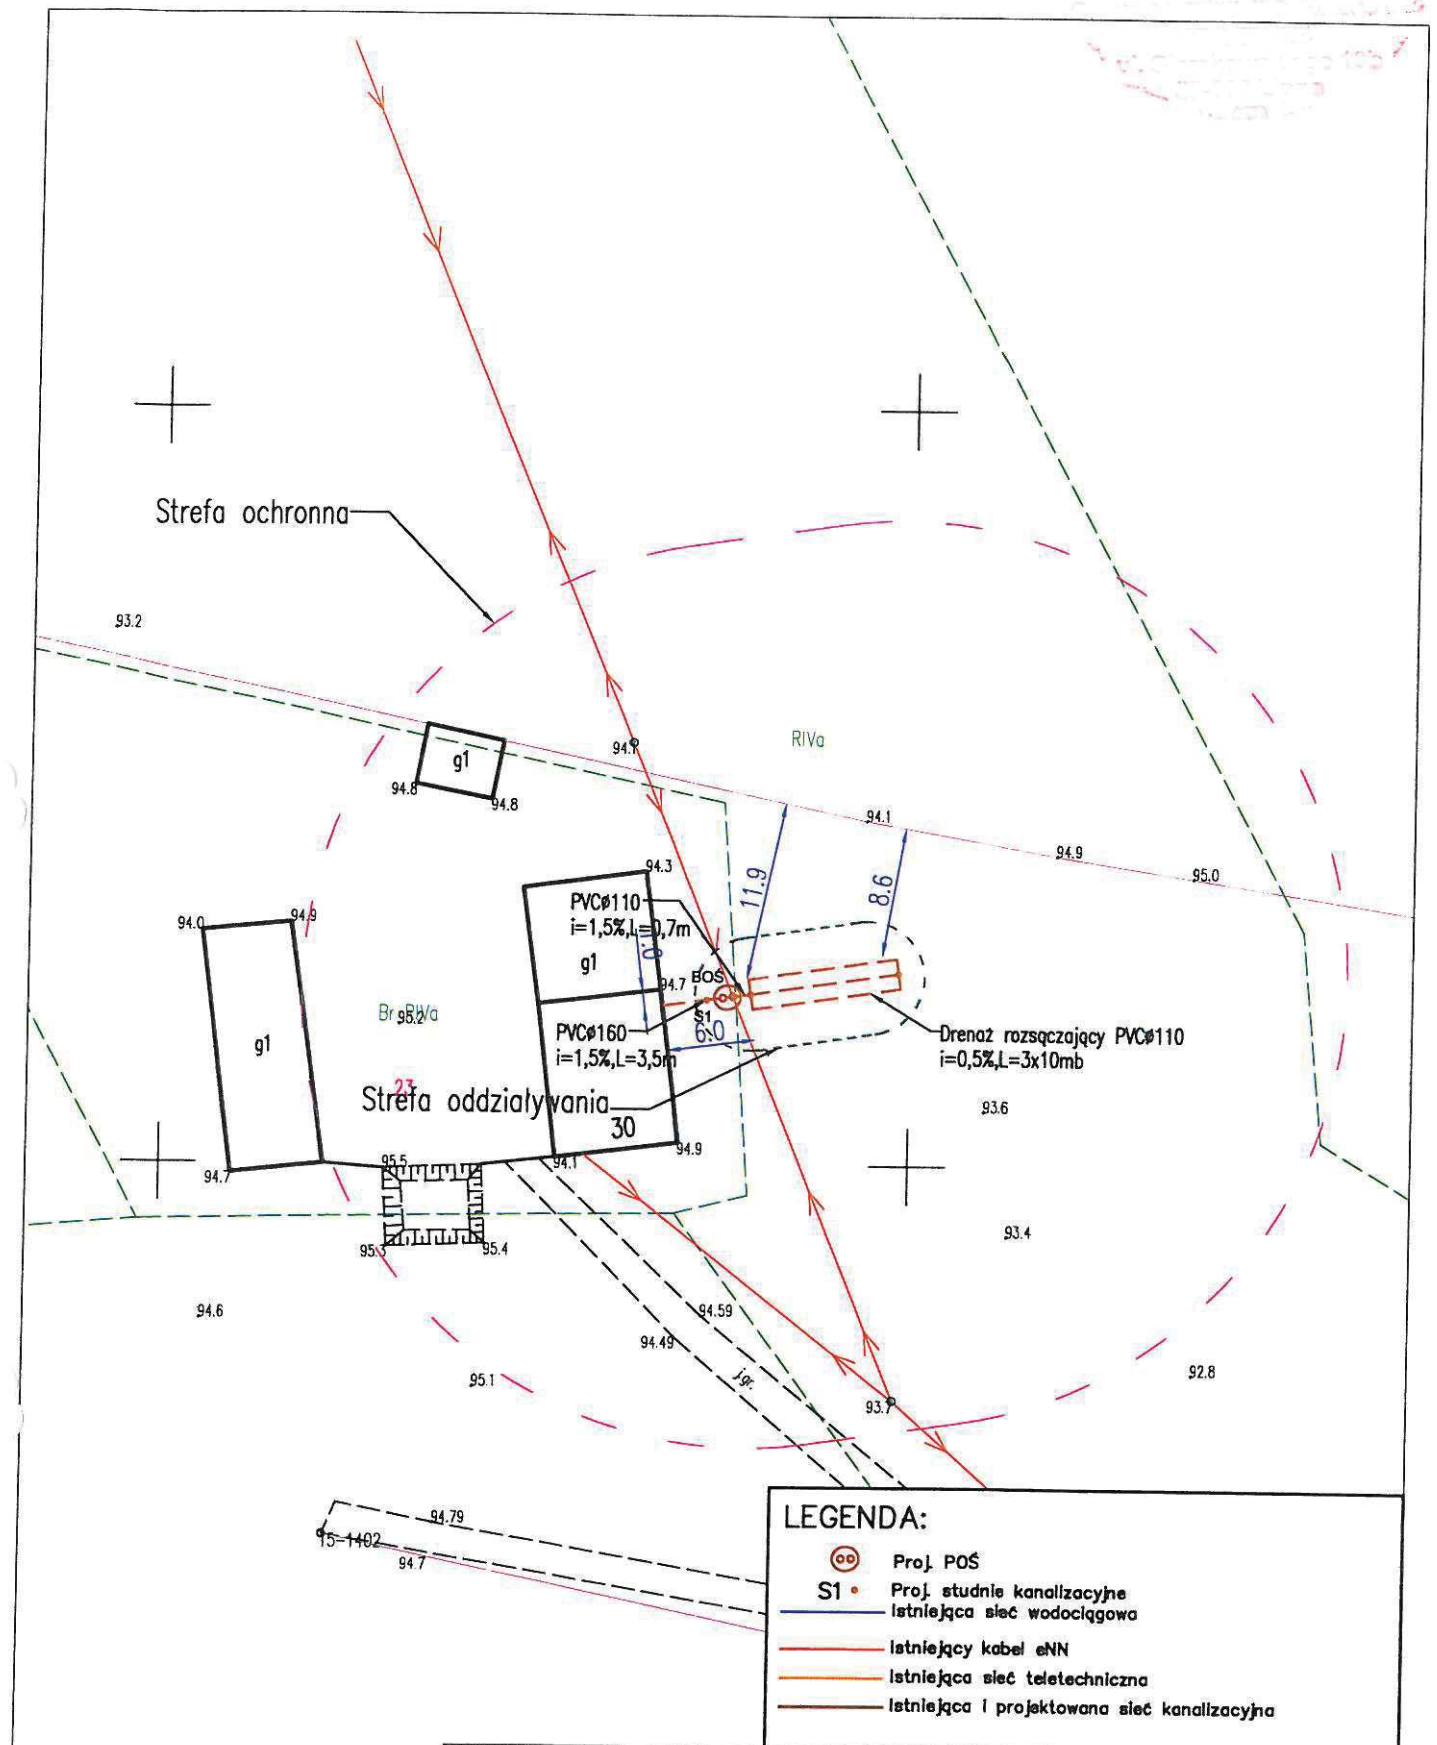 Strefa ochronna
93.2
g1
94.8
94.8
94.1
RIVa
94.1
94.9
95.0
94.3
11.9
8.6
94.0
94.9
PVCø110
i=1,5%,L=0,7m
g1
94.7
BOŚ
S1
6.0
Br-RIVa
95.2
g1
PVCø160
i=1,5%,L=3,5m
Drenaż rozsączający PVCø110
i=0,5%,L=3x10mb
23
Strefa oddziaływania
30
93.6
94.7
95.5
94.1
94.9
95.3
95.4
93.4
94.6
94.59
94.49
j.gr.
95.1
92.8
93.7
94.79
15-1402
94.7
LEGENDA:
Proj. POŚ
S1 Proj. studnie kanalizacyjne
Istniejąca sieć wodociągowa
Istniejący kabel eNN
Istniejąca sieć teletechniczna
Istniejąca i projektowana sieć kanalizacyjna